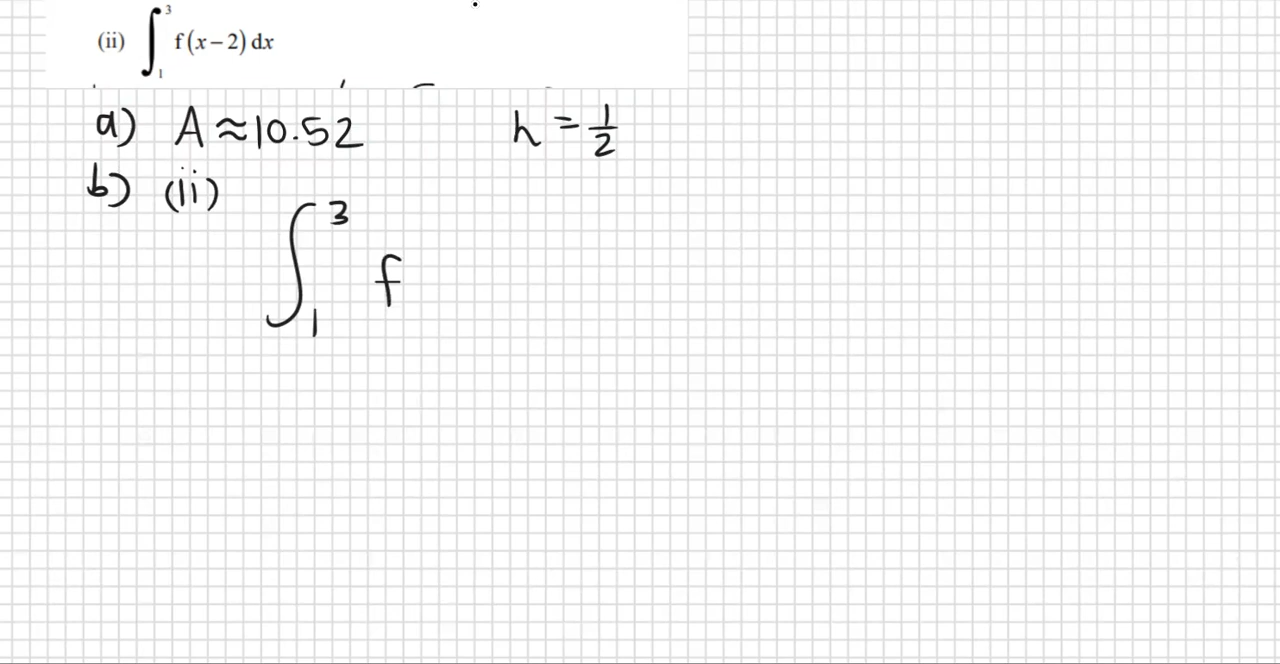 (ii) ∫₁³ f(x−2) dx
a) A ≈ 10.52 h = 1/2
b) (ii)
∫₁³ f